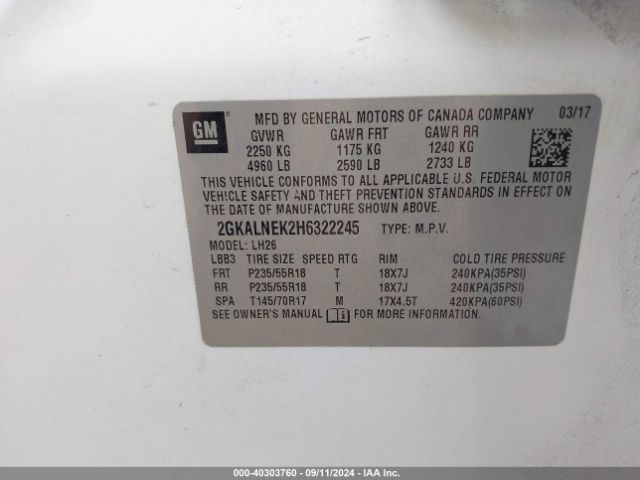 GM MFD BY GENERAL MOTORS OF CANADA COMPANY 03/17
GVWR GAWR FRT GAWR RR
2250 KG 1175 KG 1240 KG
4960 LB 2590 LB 2733 LB
THIS VEHICLE CONFORMS TO ALL APPLICABLE U.S. FEDERAL MOTOR
VEHICLE SAFETY AND THEFT PREVENTION STANDARDS IN EFFECT ON
THE DATE OF MANUFACTURE SHOWN ABOVE.
2GKALNEK2H6322245 TYPE: M.P.V.
MODEL: LH26
LBB3 TIRE SIZE SPEED RTG RIM COLD TIRE PRESSURE
FRT P235/55R18 T 18X7J 240KPA(35PSI)
RR P235/55R18 T 18X7J 240KPA(35PSI)
SPA T145/70R17 M 17X4.5T 420KPA(60PSI)
SEE OWNER'S MANUAL FOR MORE INFORMATION.
000-40303760 - 09/11/2024 - IAAI.COM